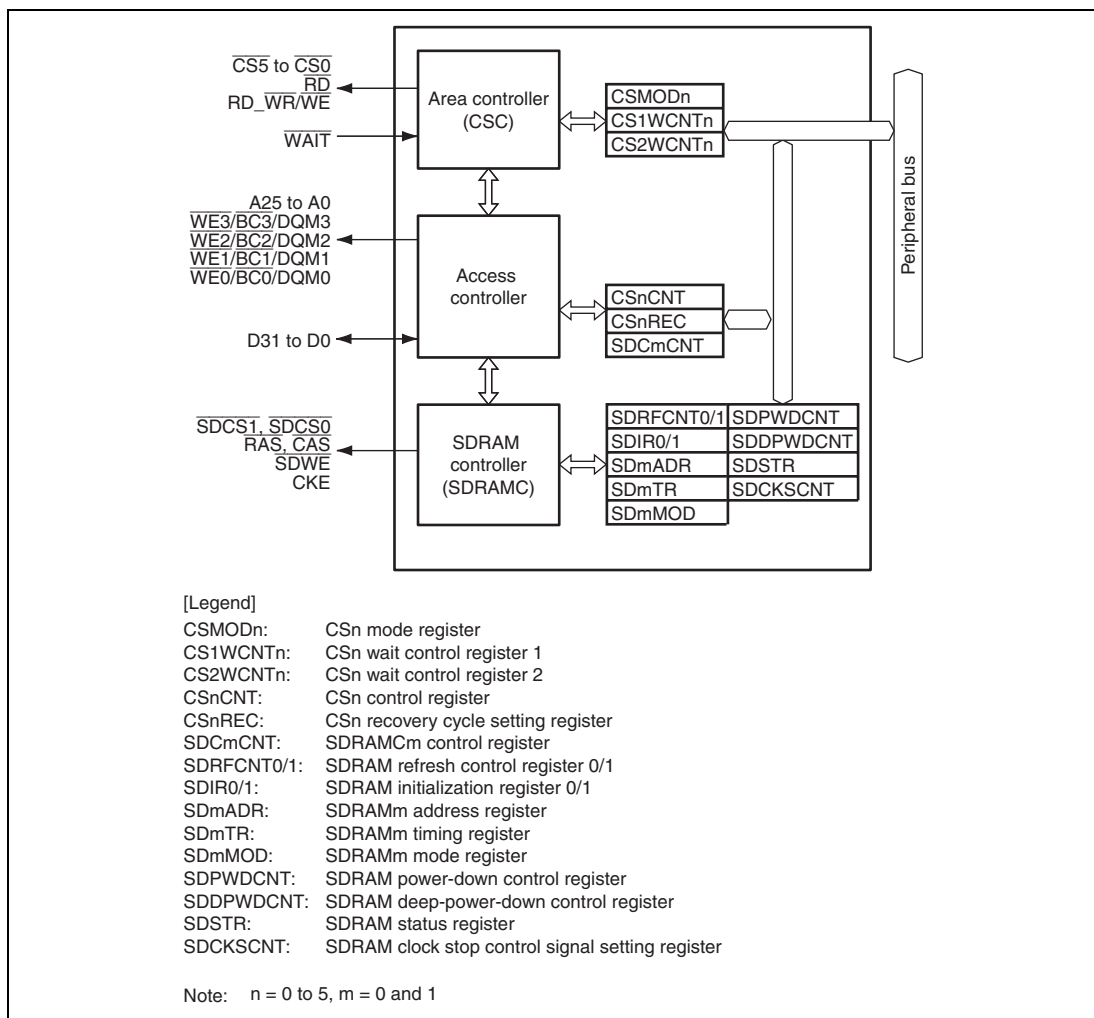 CS5 to CS0
RD
RD_WR/WE
WAIT
Area controller
(CSC)
CSMODn
CS1WCNTn
CS2WCNTn
A25 to A0
WE3/BC3/DQM3
WE2/BC2/DQM2
WE1/BC1/DQM1
WE0/BC0/DQM0
D31 to D0
Access
controller
CSnCNT
CSnREC
SDCmCNT
SDCS1, SDCS0
RAS, CAS
SDWE
CKE
SDRAM
controller
(SDRAMC)
SDRFCNT0/1 SDPWDCNT
SDIR0/1 SDDPWDCNT
SDmADR SDSTR
SDmTR SDCKSCNT
SDmMOD
Peripheral bus
[Legend]
CSMODn: CSn mode register
CS1WCNTn: CSn wait control register 1
CS2WCNTn: CSn wait control register 2
CSnCNT: CSn control register
CSnREC: CSn recovery cycle setting register
SDCmCNT: SDRAMCm control register
SDRFCNT0/1: SDRAM refresh control register 0/1
SDIR0/1: SDRAM initialization register 0/1
SDmADR: SDRAMm address register
SDmTR: SDRAMm timing register
SDmMOD: SDRAMm mode register
SDPWDCNT: SDRAM power-down control register
SDDPWDCNT: SDRAM deep-power-down control register
SDSTR: SDRAM status register
SDCKSCNT: SDRAM clock stop control signal setting register
Note: n = 0 to 5, m = 0 and 1